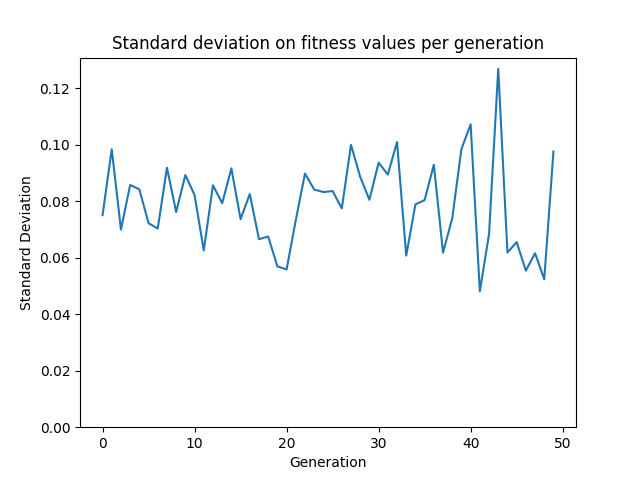 Standard deviation on fitness values per generation
0.12
0.10
0.08
0.06
0.04
0.02
0.00
Standard Deviation
0 10 20 30 40 50
Generation